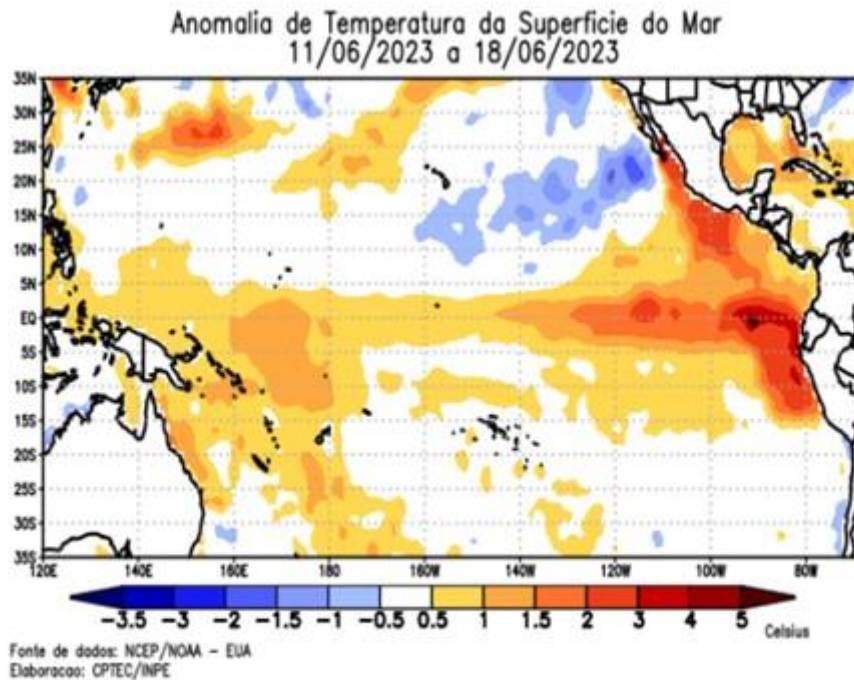 Anomalia de Temperatura da Superficie do Mar
11/06/2023 a 18/06/2023
35N
30N
25N
20N
15N
10N
5N
EQ
5S
10S
15S
20S
25S
30S
35S
120E 140E 160E 180 160W 140W 120W 100W 80W
-3.5 -3 -2 -1.5 -1 -0.5 0.5 1 1.5 2 3 4 5
Celsius
Fonte de dados: NCEP/NOAA - EUA
Elaboracao: CPTEC/INPE